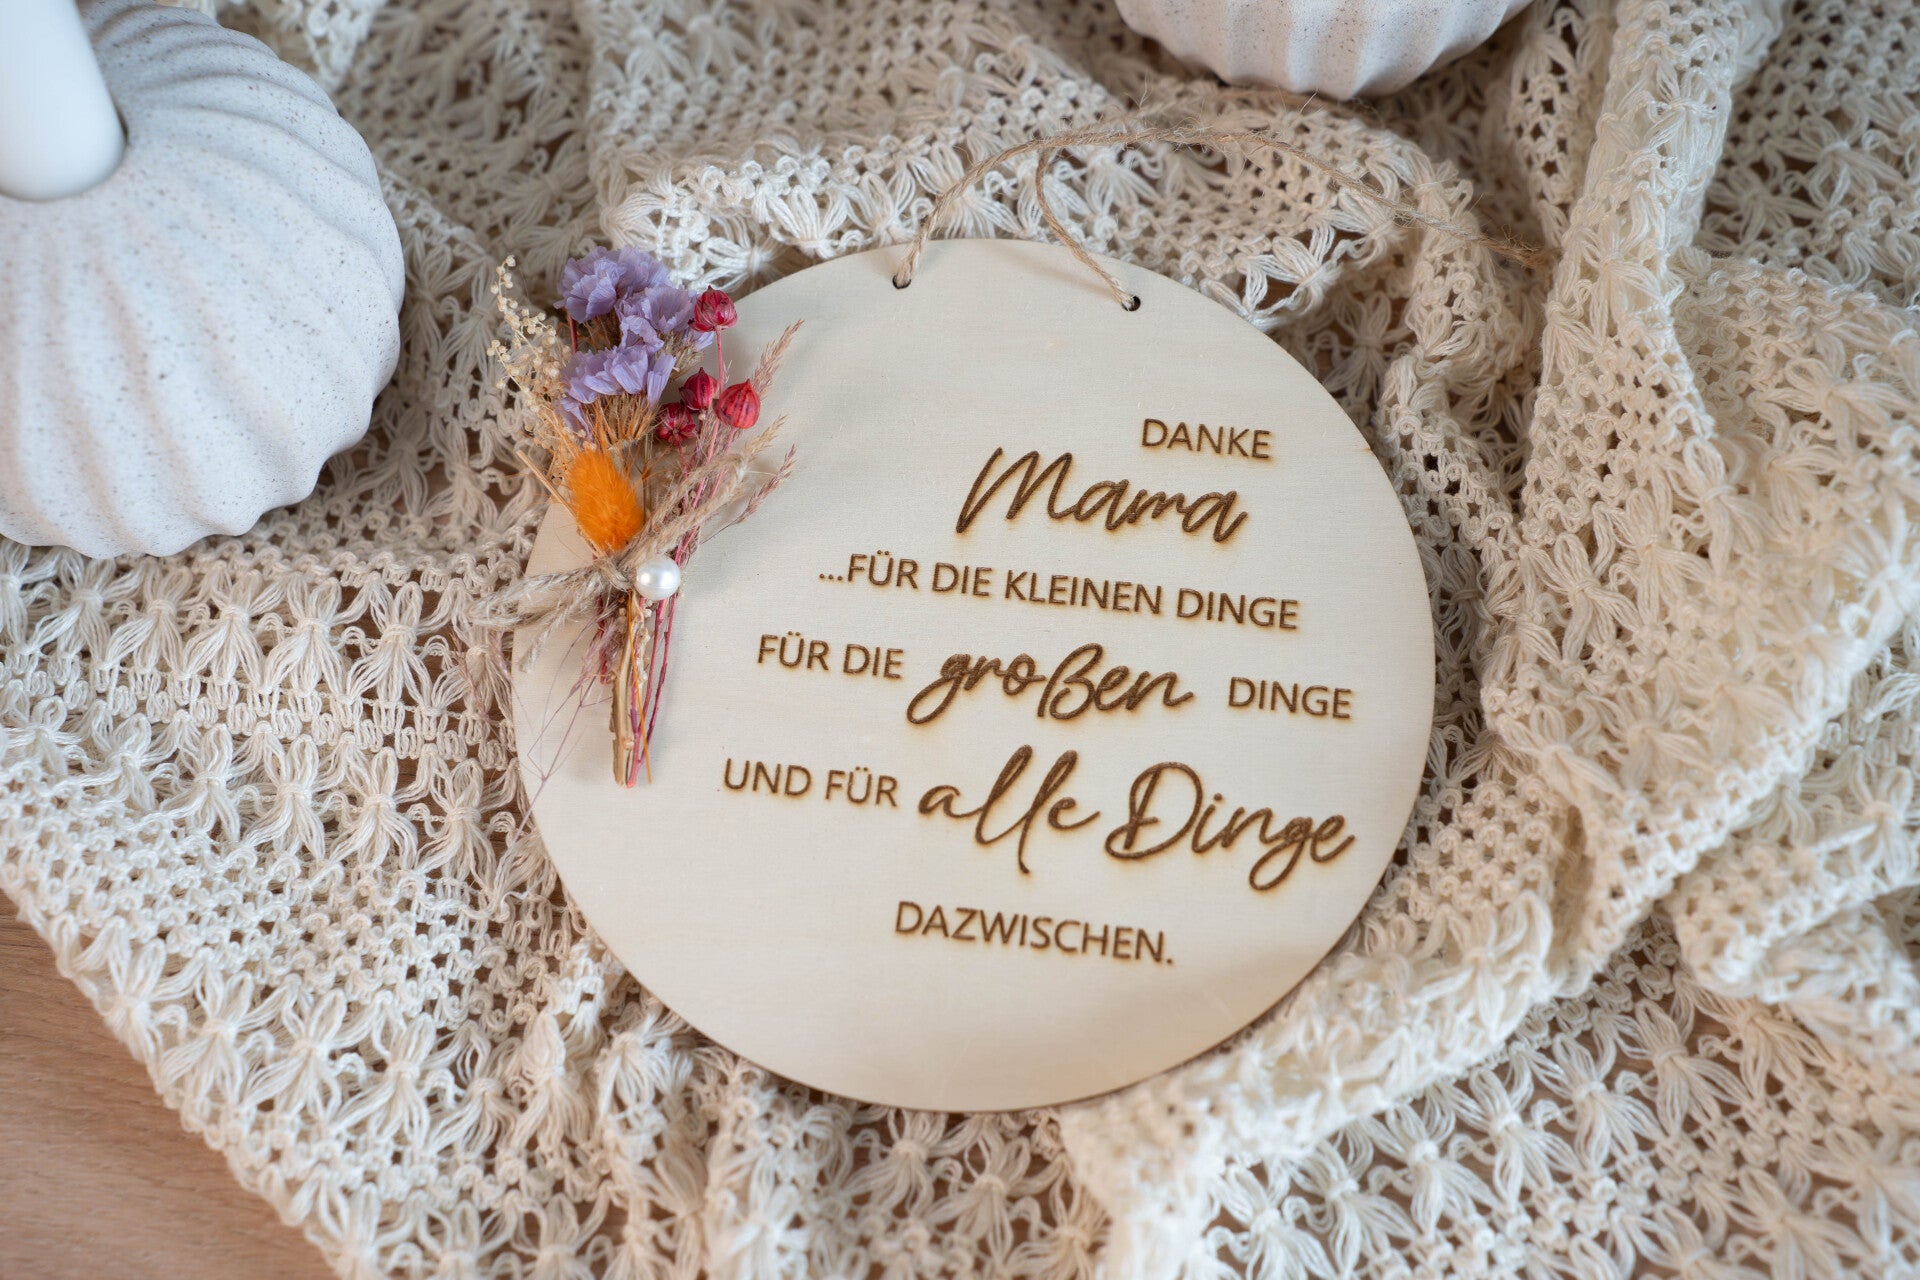 DANKE
Mama
...FÜR DIE KLEINEN DINGE
FÜR DIE großen DINGE
UND FÜR alle Dinge
DAZWISCHEN.